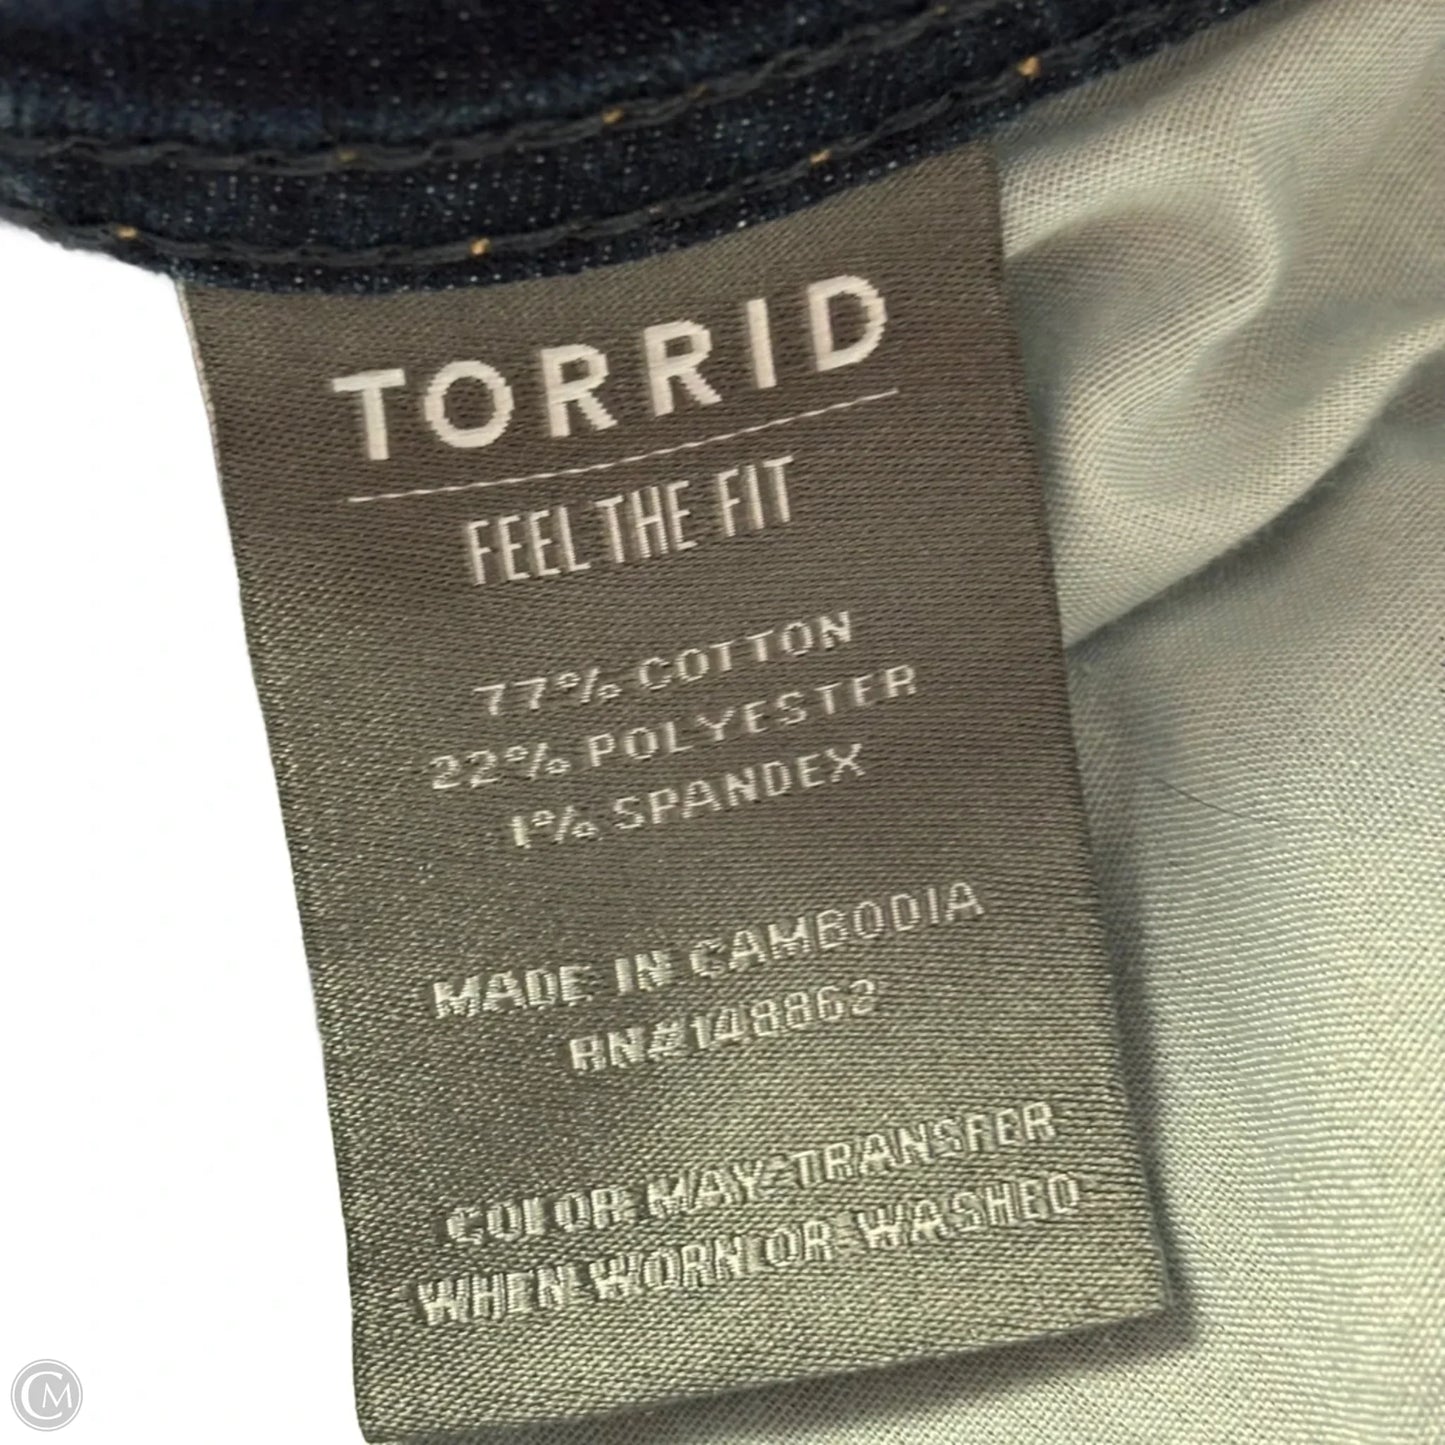 TORRID
FEEL THE FIT
77% COTTON
22% POLYESTER
1% SPANDEX
MADE IN CAMBODIA
RN#148862
COLOR MAY TRANSFER
WHEN WORN OR WASHED
CM